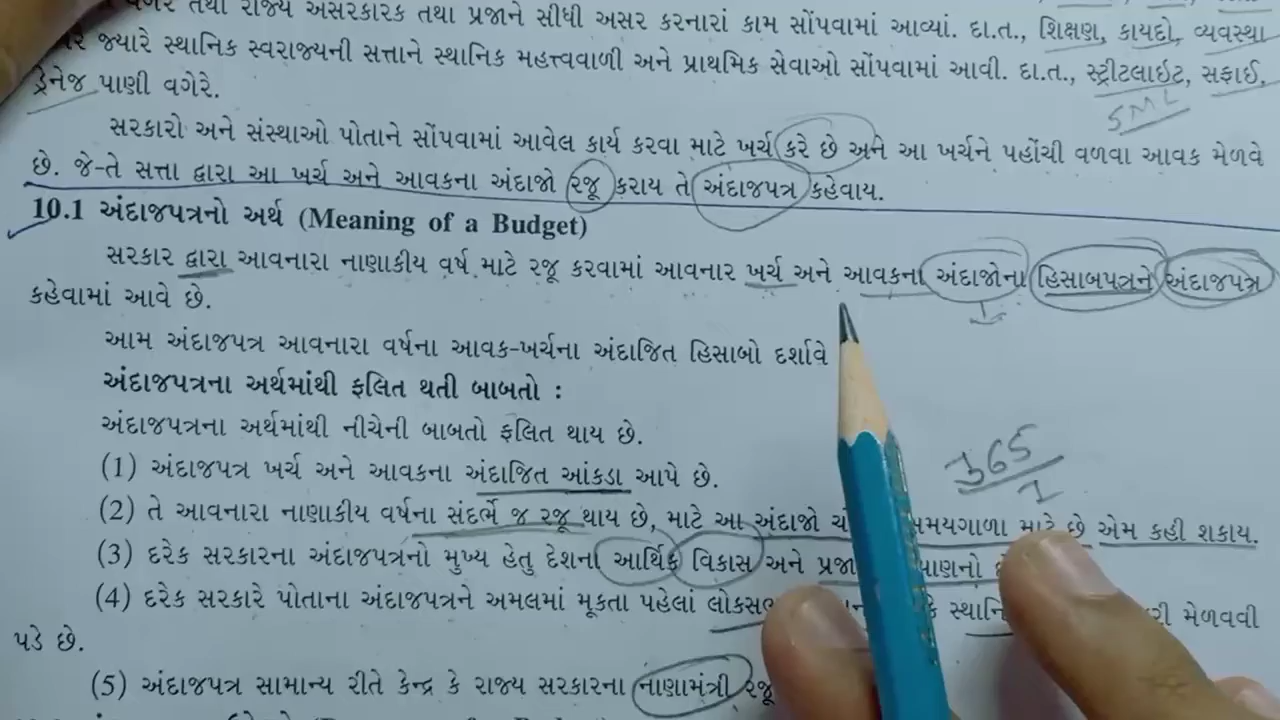 તથા રાજ્ય અસરકારક તથા પ્રજાને સીધી અસર કરનારાં કામ સોંપવામાં આવ્યાં. દા.ત., શિક્ષણ, કાયદો, વ્યવસ્થા
જ્યારે સ્થાનિક સ્વરાજ્યની સત્તાને સ્થાનિક મહત્ત્વવાળી અને પ્રાથમિક સેવાઓ સોંપવામાં આવી. દા.ત., સ્ટ્રીટલાઇટ, સફાઈ,
ડ્રેનેજ પાણી વગેરે.
SML
સરકારો અને સંસ્થાઓ પોતાને સોંપવામાં આવેલ કાર્ય કરવા માટે ખર્ચ કરે છે અને આ ખર્ચને પહોંચી વળવા આવક મેળવે
છે. જે-તે સત્તા દ્વારા આ ખર્ચ અને આવકના અંદાજો રજૂ કરાય તે અંદાજપત્ર કહેવાય.
10.1 અંદાજપત્રનો અર્થ (Meaning of a Budget)
સરકાર દ્વારા આવનારા નાણાકીય વર્ષ માટે રજૂ કરવામાં આવનાર ખર્ચ અને આવકના અંદાજોના હિસાબપત્રને અંદાજપત્ર
કહેવામાં આવે છે.
આમ અંદાજપત્ર આવનારા વર્ષના આવક-ખર્ચના અંદાજિત હિસાબો દર્શાવે
અંદાજપત્રના અર્થમાંથી ફલિત થતી બાબતો :
અંદાજપત્રના અર્થમાંથી નીચેની બાબતો ફલિત થાય છે.
(1) અંદાજપત્ર ખર્ચ અને આવકના અંદાજિત આંકડા આપે છે.
365
1
(2) તે આવનારા નાણાકીય વર્ષના સંદર્ભે જ રજૂ થાય છે, માટે આ અંદાજો સમયગાળા માટે છે એમ કહી શકાય.
(3) દરેક સરકારના અંદાજપત્રનો મુખ્ય હેતુ દેશના આર્થિક વિકાસ અને
(4) દરેક સરકારે પોતાના અંદાજપત્રને અમલમાં મૂકતા પહેલાં મેળવવી
પડે છે.
(5) અંદાજપત્ર સામાન્ય રીતે કેન્દ્ર કે રાજ્ય સરકારના નાણામંત્રી રજૂ